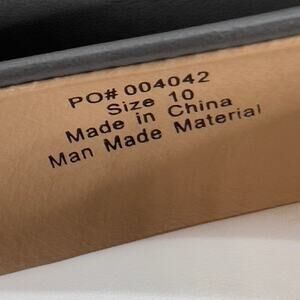 PO# 004042
Size 10
Made in China
Man Made Material